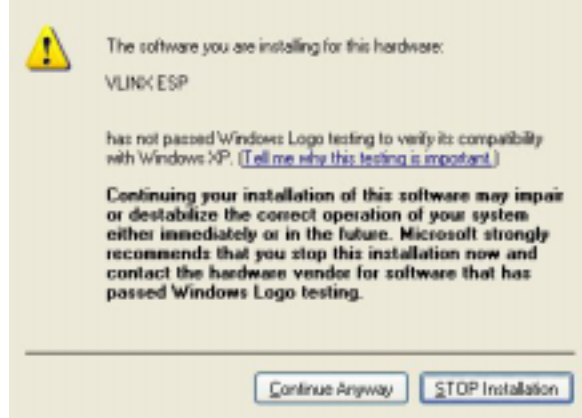 The software you are installing for this hardware:
VLINX ESP
has not passed Windows Logo testing to verify its compatibility
with Windows XP. (Tell me why this testing is important.)
Continuing your installation of this software may impair
or destabilize the correct operation of your system
either immediately or in the future. Microsoft strongly
recommends that you stop this installation now and
contact the hardware vendor for software that has
passed Windows Logo testing.
Continue Anyway
STOP Installation